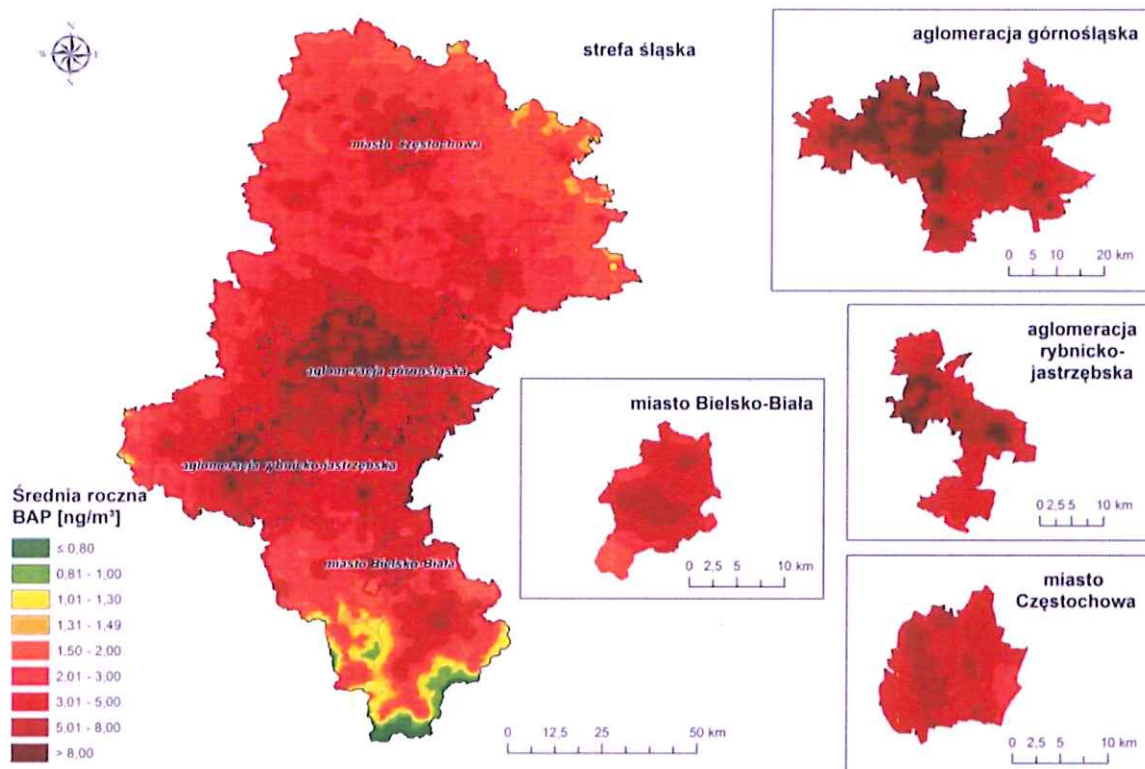 N
W
E
strefa śląska
aglomeracja górnośląska
0 5 10 20 km
miasto Częstochowa
aglomeracja górnośląska
aglomeracja rybnicko-jastrzębska
miasto Bielsko-Biała
aglomeracja
rybnicko-
jastrzębska
0 2,5 5 10 km
miasto Bielsko-Biała
0 2,5 5 10 km
miasto
Częstochowa
0 2,5 5 10 km
Średnia roczna
BAP [ng/m³]
≤ 0,80
0,81 - 1,00
1,01 - 1,30
1,31 - 1,49
1,50 - 2,00
2,01 - 3,00
3,01 - 5,00
5,01 - 8,00
> 8,00
0 12,5 25 50 km